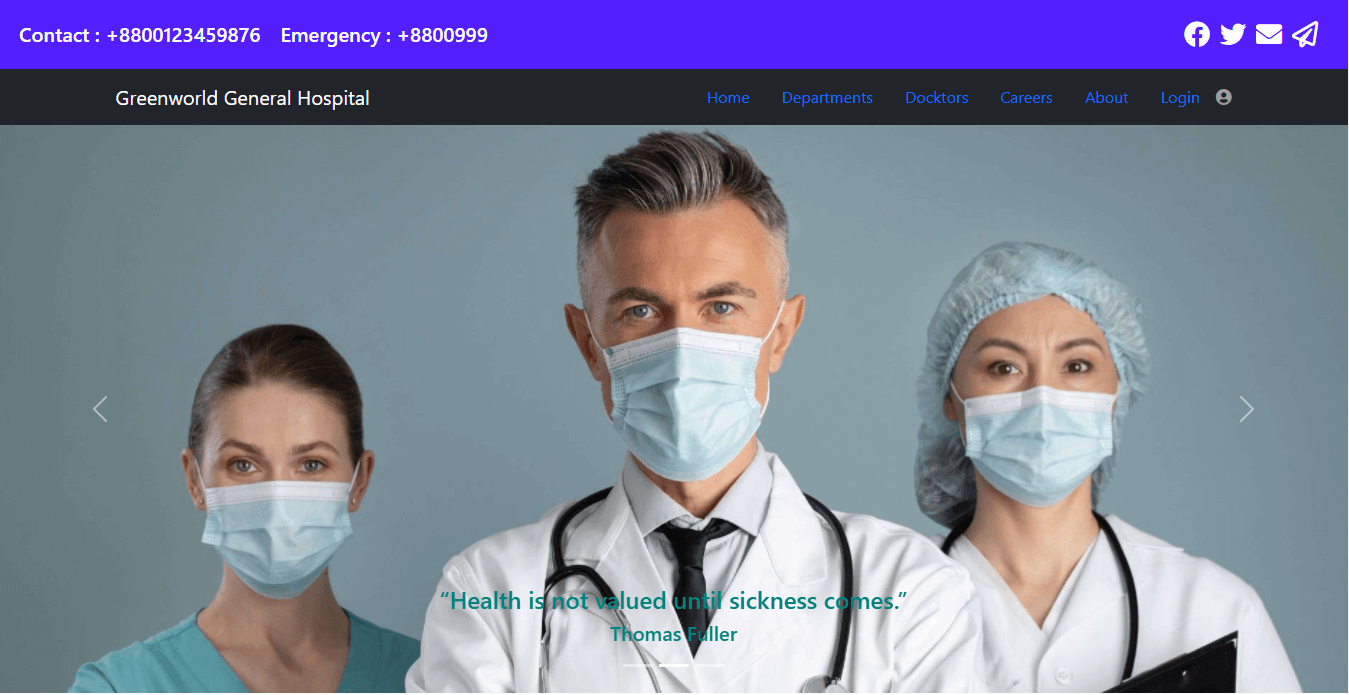 Contact : +8800123459876 Emergency : +8800999
Greenworld General Hospital Home Departments Docktors Careers About Login
“Health is not valued until sickness comes.”
Thomas Fuller